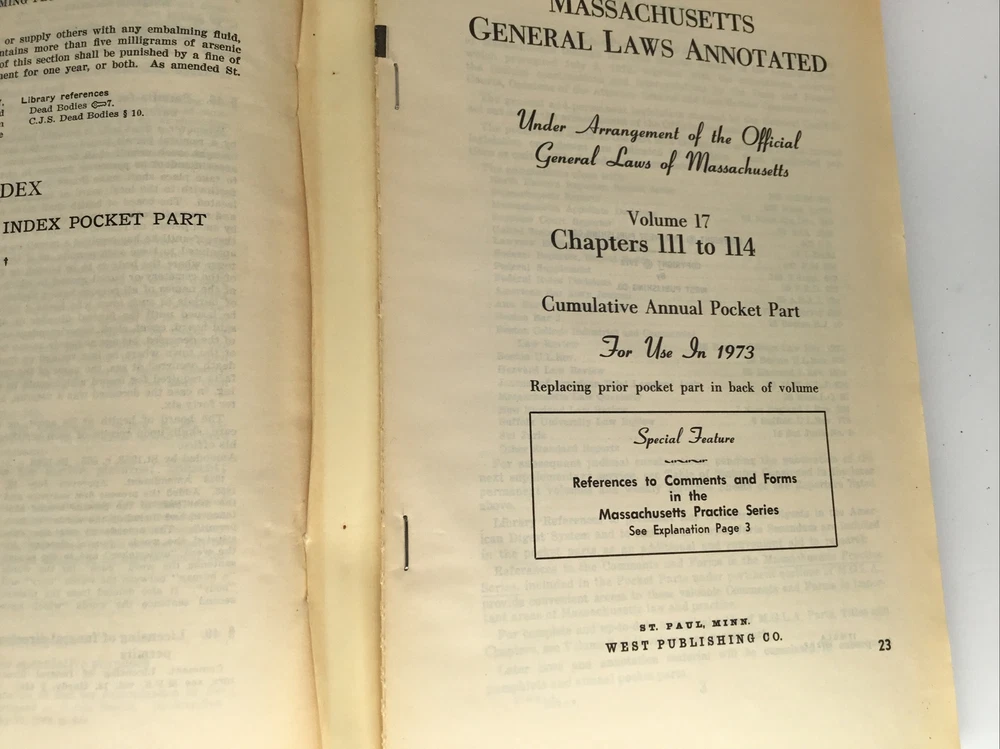 or supply others with any embalming fluid,
more than five milligrams of arsenic
of this section shall be punished by a fine of
for one year, or both. As amended St.
Library references
Dead Bodies 7.
C.J.S. Dead Bodies § 10.
INDEX POCKET PART
MASSACHUSETTS
GENERAL LAWS ANNOTATED
Under Arrangement of the Official
General Laws of Massachusetts
Volume 17
Chapters 111 to 114
Cumulative Annual Pocket Part
For Use In 1973
Replacing prior pocket part in back of volume
Special Feature
References to Comments and Forms
in the
Massachusetts Practice Series
See Explanation Page 3
ST. PAUL, MINN.
WEST PUBLISHING CO.
23